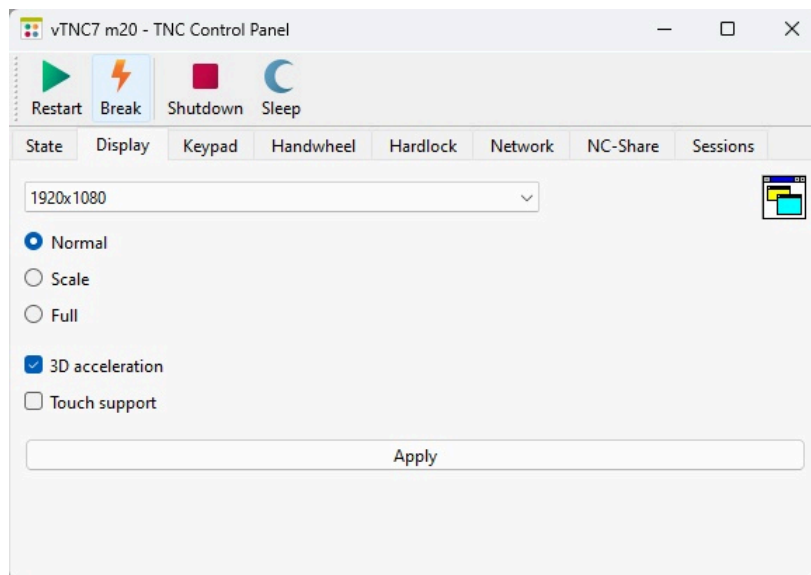 vTNC7 m20 - TNC Control Panel
Restart Break Shutdown Sleep
State Display Keypad Handwheel Hardlock Network NC-Share Sessions
1920x1080
Normal
Scale
Full
3D acceleration
Touch support
Apply